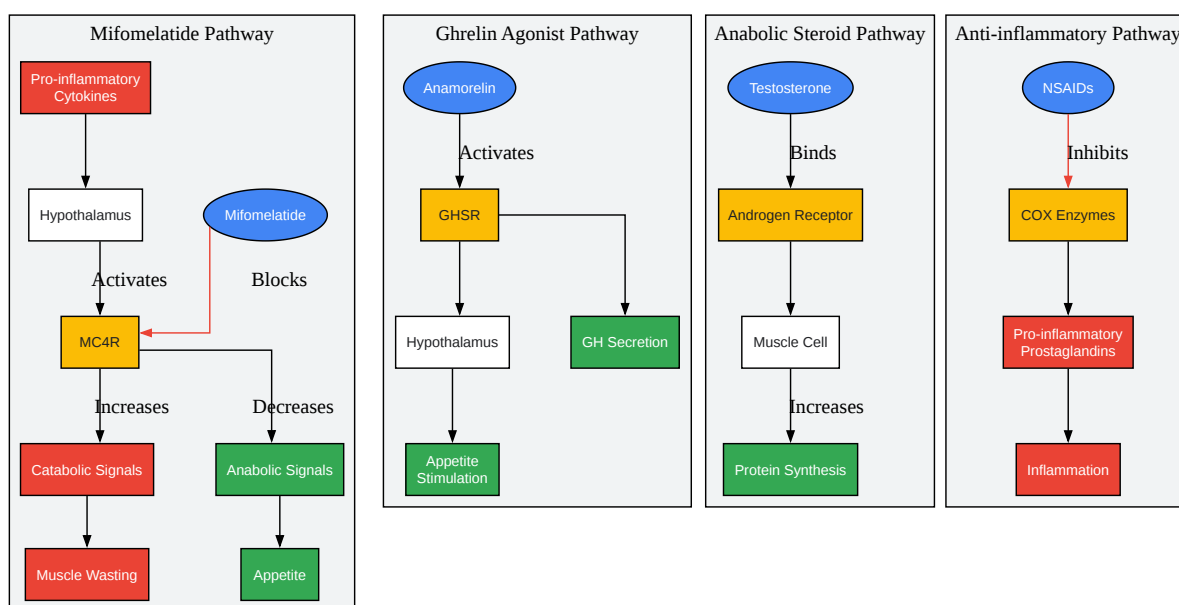 Mifomelatide Pathway
Pro-inflammatory
Cytokines
Hypothalamus
Mifomelatide
Activates
Blocks
MC4R
Increases
Decreases
Catabolic Signals
Anabolic Signals
Muscle Wasting
Appetite
Ghrelin Agonist Pathway
Anamorelin
Activates
GHSR
Hypothalamus
GH Secretion
Appetite
Stimulation
Anabolic Steroid Pathway
Testosterone
Binds
Androgen Receptor
Muscle Cell
Increases
Protein Synthesis
Anti-inflammatory Pathway
NSAIDs
Inhibits
COX Enzymes
Pro-inflammatory
Prostaglandins
Inflammation